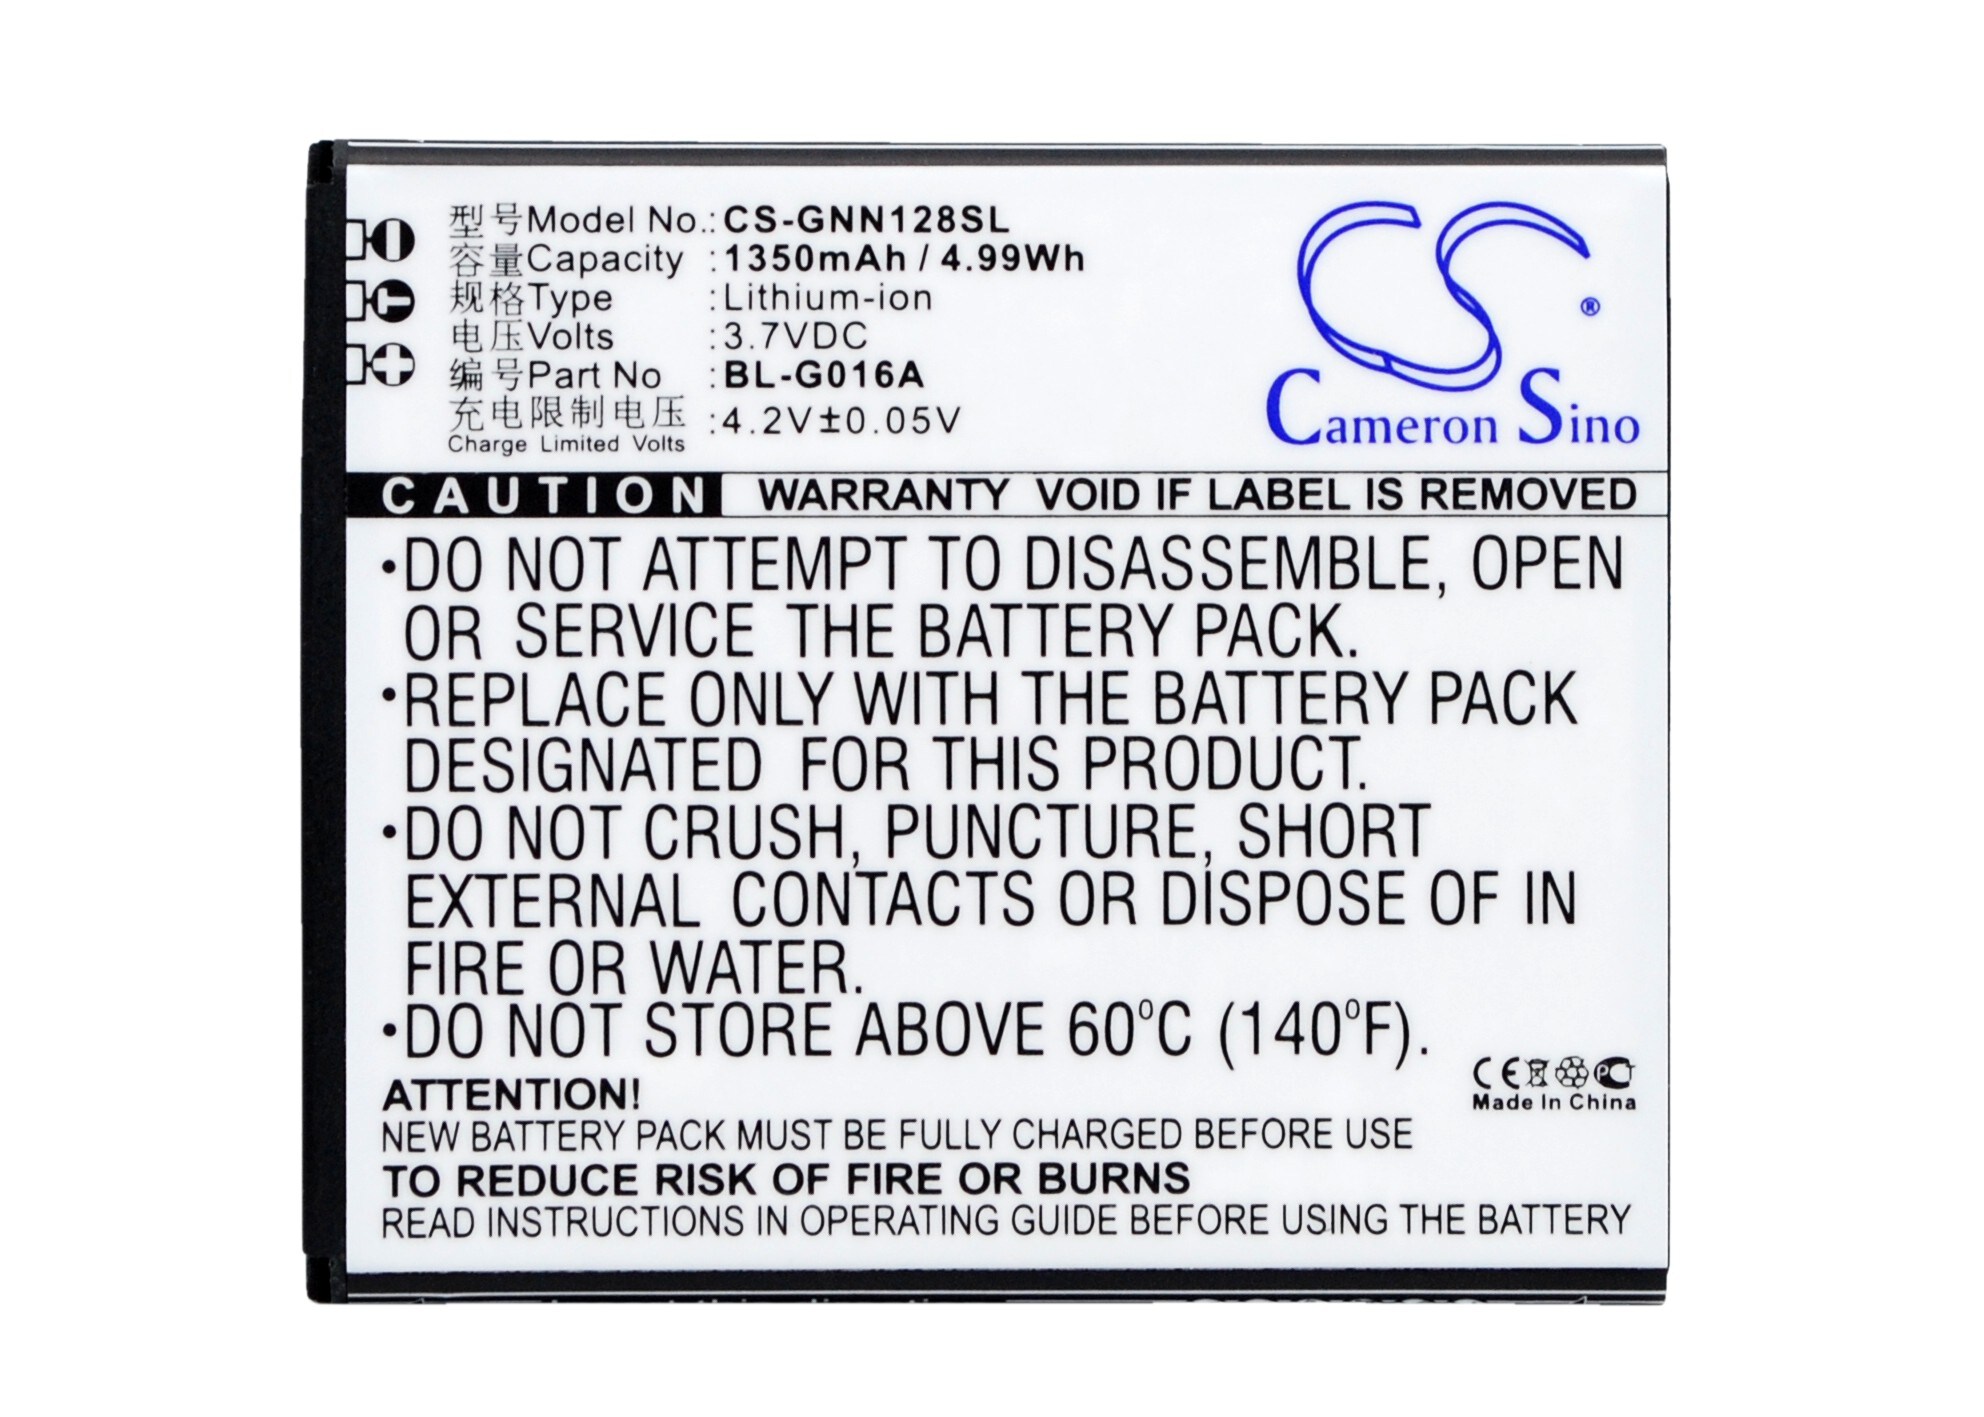 型号Model No.: CS-GNN128SL
容量Capacity : 1350mAh / 4.99Wh
规格Type : Lithium-ion
电压Volts : 3.7VDC
编号Part No : BL-G016A
充电限制电压 : 4.2V±0.05V
Charge Limited Volts
CS ®
Cameron Sino
CAUTION WARRANTY VOID IF LABEL IS REMOVED
•DO NOT ATTEMPT TO DISASSEMBLE, OPEN
OR SERVICE THE BATTERY PACK.
•REPLACE ONLY WITH THE BATTERY PACK
DESIGNATED FOR THIS PRODUCT.
•DO NOT CRUSH, PUNCTURE, SHORT
EXTERNAL CONTACTS OR DISPOSE OF IN
FIRE OR WATER.
•DO NOT STORE ABOVE 60°C (140°F).
CE PCT
Made In China
ATTENTION!
NEW BATTERY PACK MUST BE FULLY CHARGED BEFORE USE
TO REDUCE RISK OF FIRE OR BURNS
READ INSTRUCTIONS IN OPERATING GUIDE BEFORE USING THE BATTERY